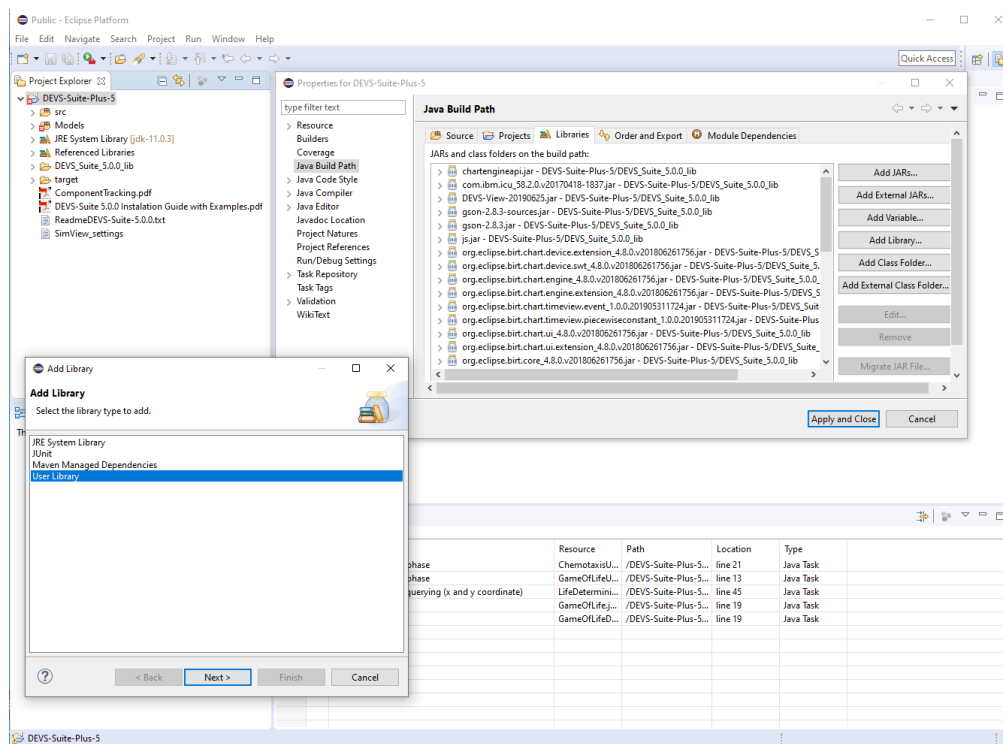 Public - Eclipse Platform
File Edit Navigate Search Project Run Window Help
Quick Access
Project Explorer
DEVS-Suite-Plus-5
src
Models
JRE System Library [jdk-11.0.3]
Referenced Libraries
DEVS_Suite_5.0.0_lib
target
ComponentTracking.pdf
DEVS-Suite 5.0.0 Instalation Guide with Examples.pdf
ReadmeDEVS-Suite-5.0.0.txt
SimView_settings
Properties for DEVS-Suite-Plus-5
type filter text
Resource
Builders
Coverage
Java Build Path
Java Code Style
Java Compiler
Java Editor
Javadoc Location
Project Natures
Project References
Run/Debug Settings
Task Repository
Task Tags
Validation
WikiText
Java Build Path
Source Projects Libraries Order and Export Module Dependencies
JARs and class folders on the build path:
chartengineapi.jar - DEVS-Suite-Plus-5/DEVS_Suite_5.0.0_lib
com.ibm.icu_58.2.0.v20170418-1837.jar - DEVS-Suite-Plus-5/DEVS_Suite_5.0.0_lib
DEVS-View-20190625.jar - DEVS-Suite-Plus-5/DEVS_Suite_5.0.0_lib
gson-2.8.3-sources.jar - DEVS-Suite-Plus-5/DEVS_Suite_5.0.0_lib
gson-2.8.3.jar - DEVS-Suite-Plus-5/DEVS_Suite_5.0.0_lib
js.jar - DEVS-Suite-Plus-5/DEVS_Suite_5.0.0_lib
org.eclipse.birt.chart.device.extension_4.8.0.v201806261756.jar - DEVS-Suite-Plus-5/DEVS_S
org.eclipse.birt.chart.device.swt_4.8.0.v201806261756.jar - DEVS-Suite-Plus-5/DEVS_Suite_5.
org.eclipse.birt.chart.engine_4.8.0.v201806261756.jar - DEVS-Suite-Plus-5/DEVS_Suite_5.0.0_
org.eclipse.birt.chart.engine.extension_4.8.0.v201806261756.jar - DEVS-Suite-Plus-5/DEVS_S
org.eclipse.birt.chart.timeview.event_1.0.0.201905311724.jar - DEVS-Suite-Plus-5/DEVS_Suit
org.eclipse.birt.chart.timeview.piecewiseconstant_1.0.0.201905311724.jar - DEVS-Suite-Plus
org.eclipse.birt.chart.ui_4.8.0.v201806261756.jar - DEVS-Suite-Plus-5/DEVS_Suite_5.0.0_lib
org.eclipse.birt.chart.ui.extension_4.8.0.v201806261756.jar - DEVS-Suite-Plus-5/DEVS_Suite_
org.eclipse.birt.core_4.8.0.v201806261756.jar - DEVS-Suite-Plus-5/DEVS_Suite_5.0.0_lib
Add JARs...
Add External JARs...
Add Variable...
Add Library...
Add Class Folder...
Add External Class Folder...
Edit...
Remove
Migrate JAR File...
Apply and Close Cancel
Add Library
Add Library
Select the library type to add.
JRE System Library
JUnit
Maven Managed Dependencies
User Library
< Back Next > Finish Cancel
Th
Resource Path Location Type
phase ChemotaxisU... /DEVS-Suite-Plus-5... line 21 Java Task
phase GameOfLifeU... /DEVS-Suite-Plus-5... line 13 Java Task
querying (x and y coordinate) LifeDetermini... /DEVS-Suite-Plus-5... line 45 Java Task
GameOfLife.j... /DEVS-Suite-Plus-5... line 19 Java Task
GameOfLifeD... /DEVS-Suite-Plus-5... line 19 Java Task
DEVS-Suite-Plus-5